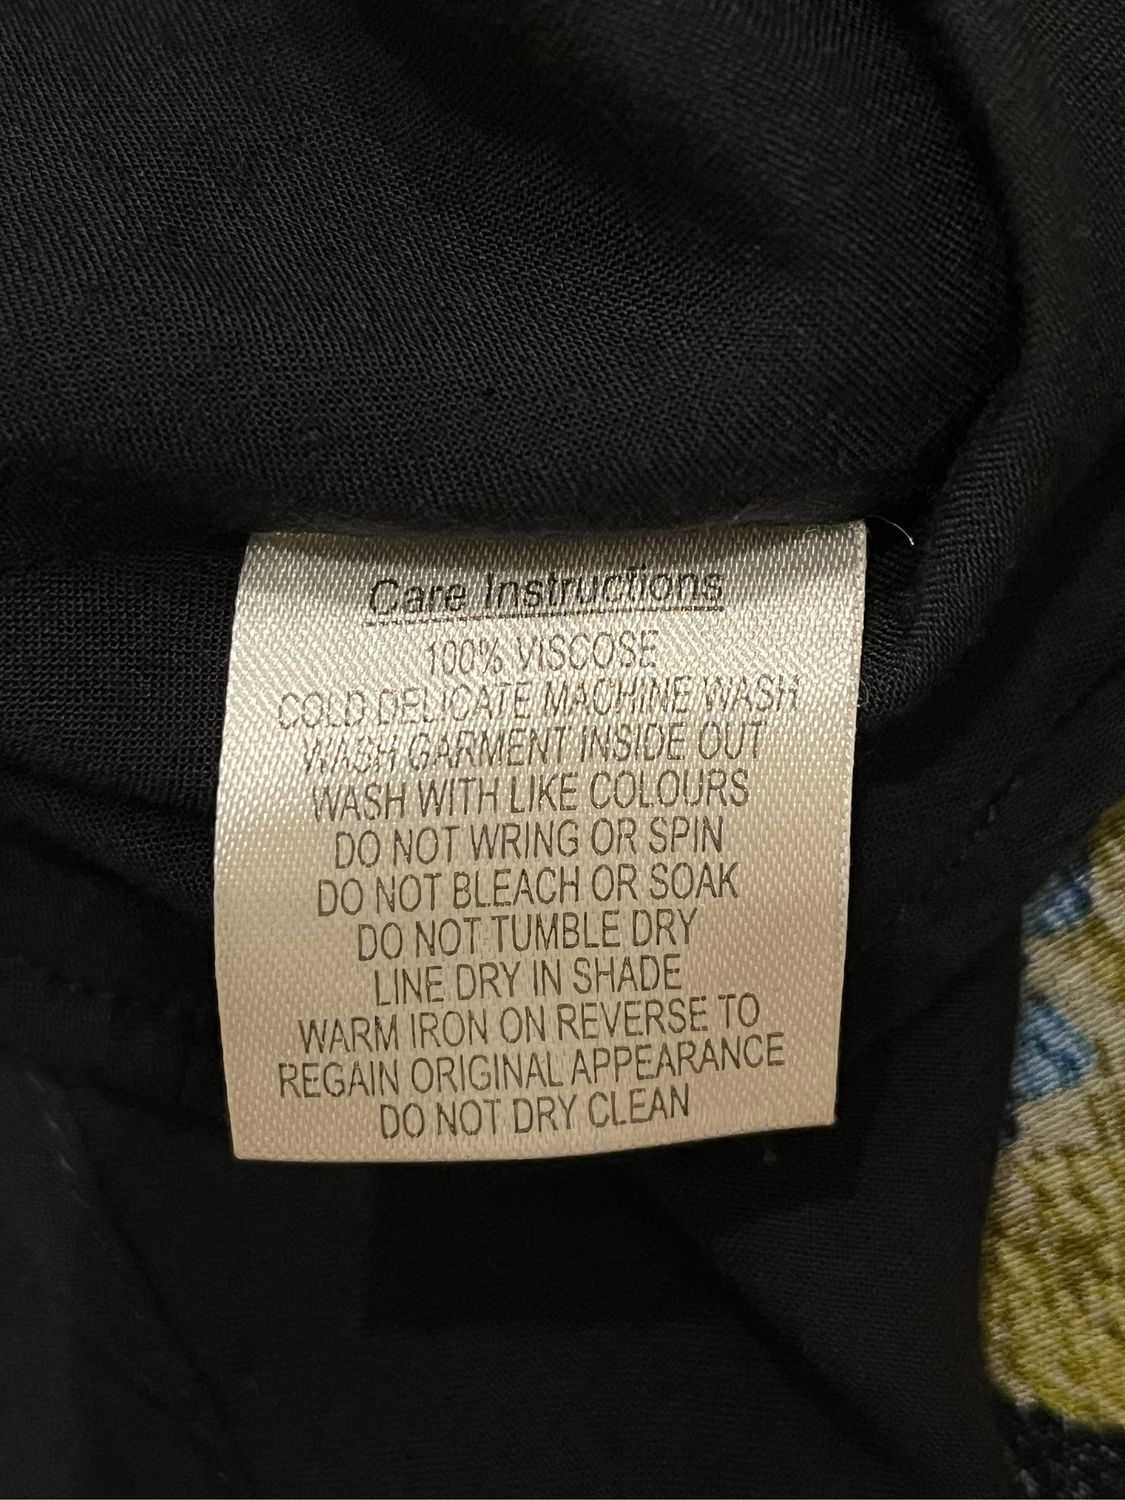 Care Instructions
100% VISCOSE
COLD DELICATE MACHINE WASH
WASH GARMENT INSIDE OUT
WASH WITH LIKE COLOURS
DO NOT WRING OR SPIN
DO NOT BLEACH OR SOAK
DO NOT TUMBLE DRY
LINE DRY IN SHADE
WARM IRON ON REVERSE TO
REGAIN ORIGINAL APPEARANCE
DO NOT DRY CLEAN